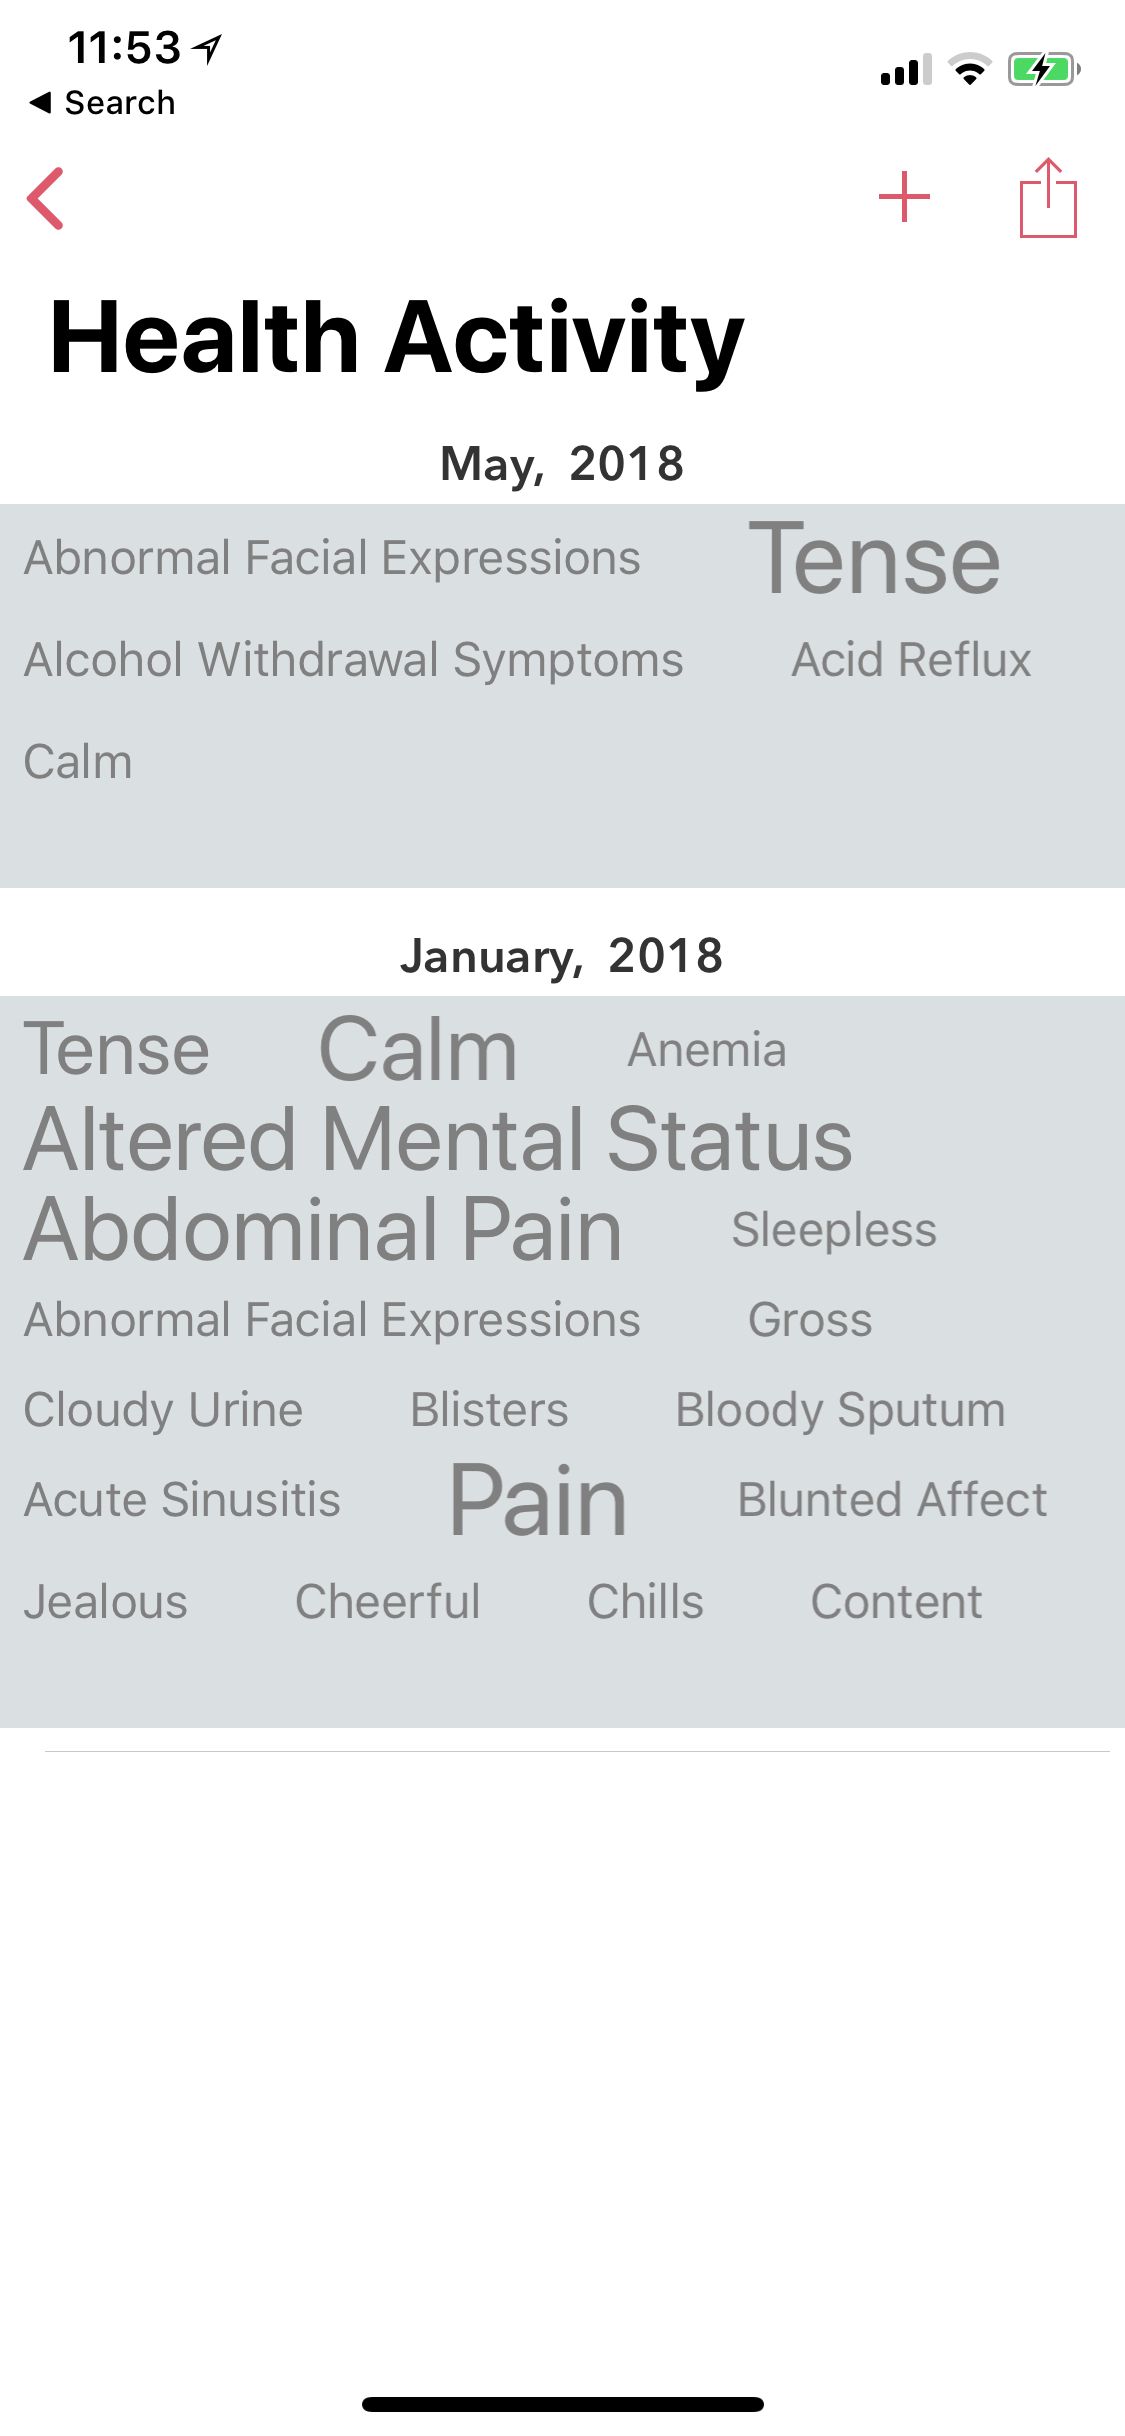 11:53
Search
Health Activity
May, 2018
Abnormal Facial Expressions Tense
Alcohol Withdrawal Symptoms Acid Reflux
Calm
January, 2018
Tense Calm Anemia
Altered Mental Status
Abdominal Pain Sleepless
Abnormal Facial Expressions Gross
Cloudy Urine Blisters Bloody Sputum
Acute Sinusitis Pain Blunted Affect
Jealous Cheerful Chills Content